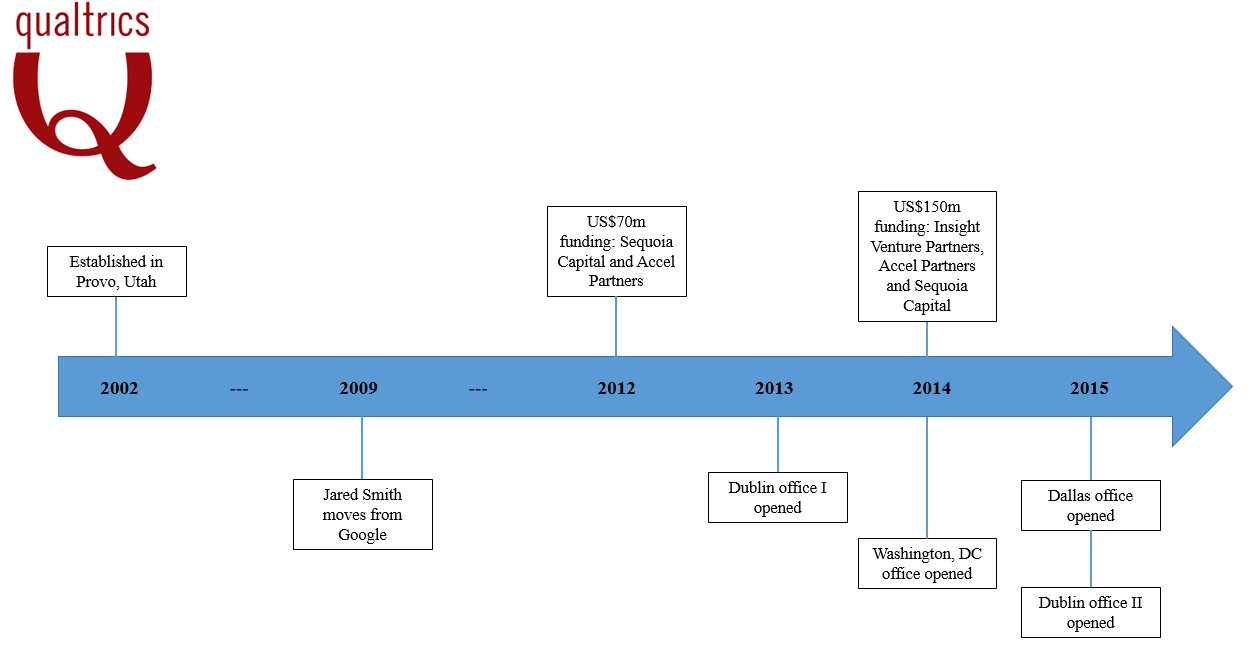 qualtrics
Q
US$150m
funding: Insight
Venture Partners,
Accel Partners
and Sequoia
Capital
US$70m
funding: Sequoia
Capital and Accel
Partners
Established in
Provo, Utah
2002 --- 2009 --- 2012 2013 2014 2015
Jared Smith
moves from
Google
Dublin office I
opened
Washington, DC
office opened
Dallas office
opened
Dublin office II
opened